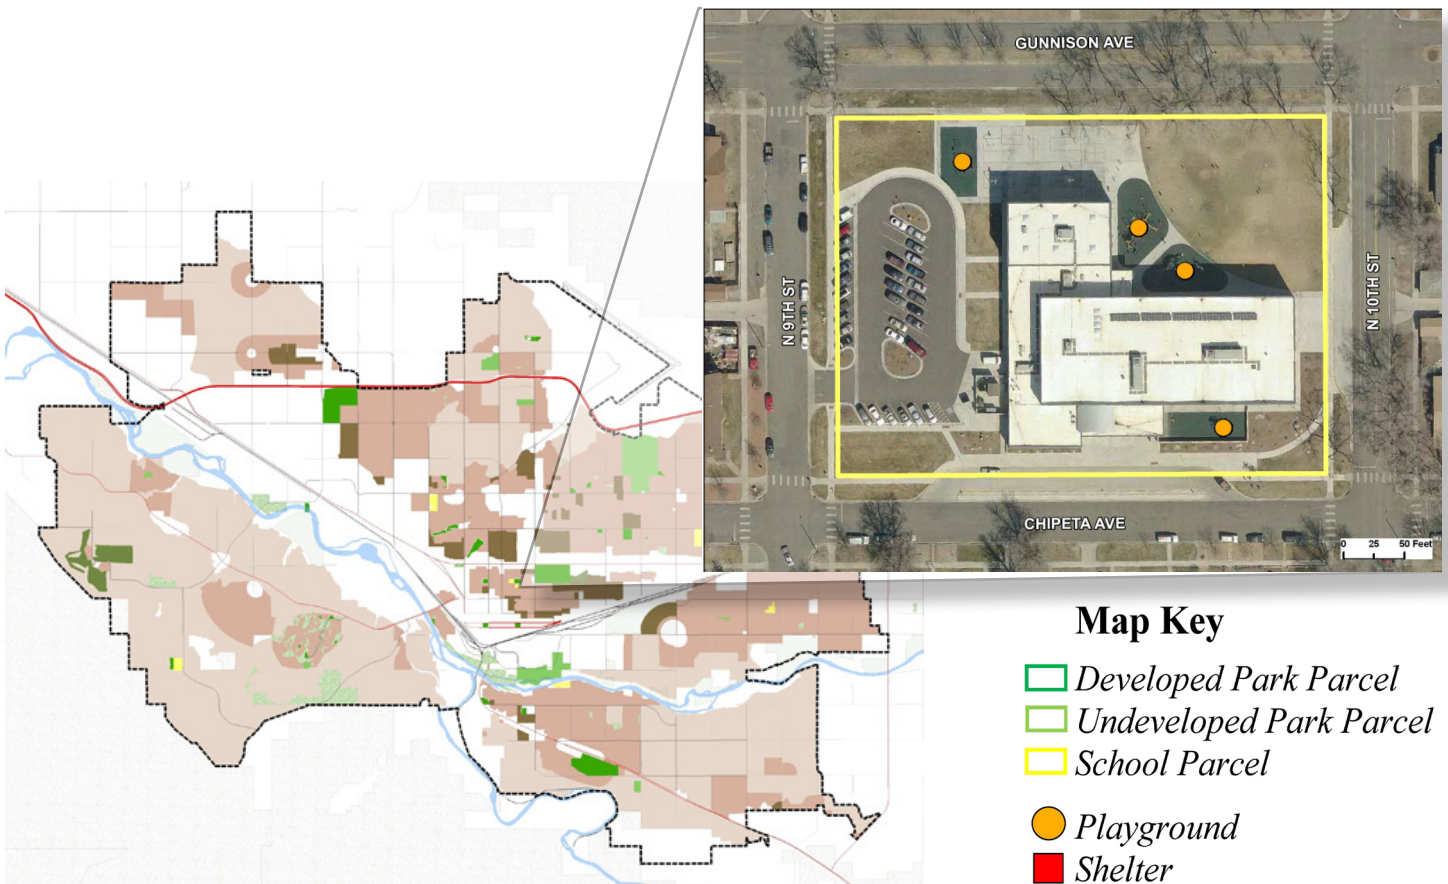 GUNNISON AVE
N 9TH ST
N 10TH ST
CHIPETA AVE
0 25 50 Feet
Map Key
Developed Park Parcel
Undeveloped Park Parcel
School Parcel
Playground
Shelter